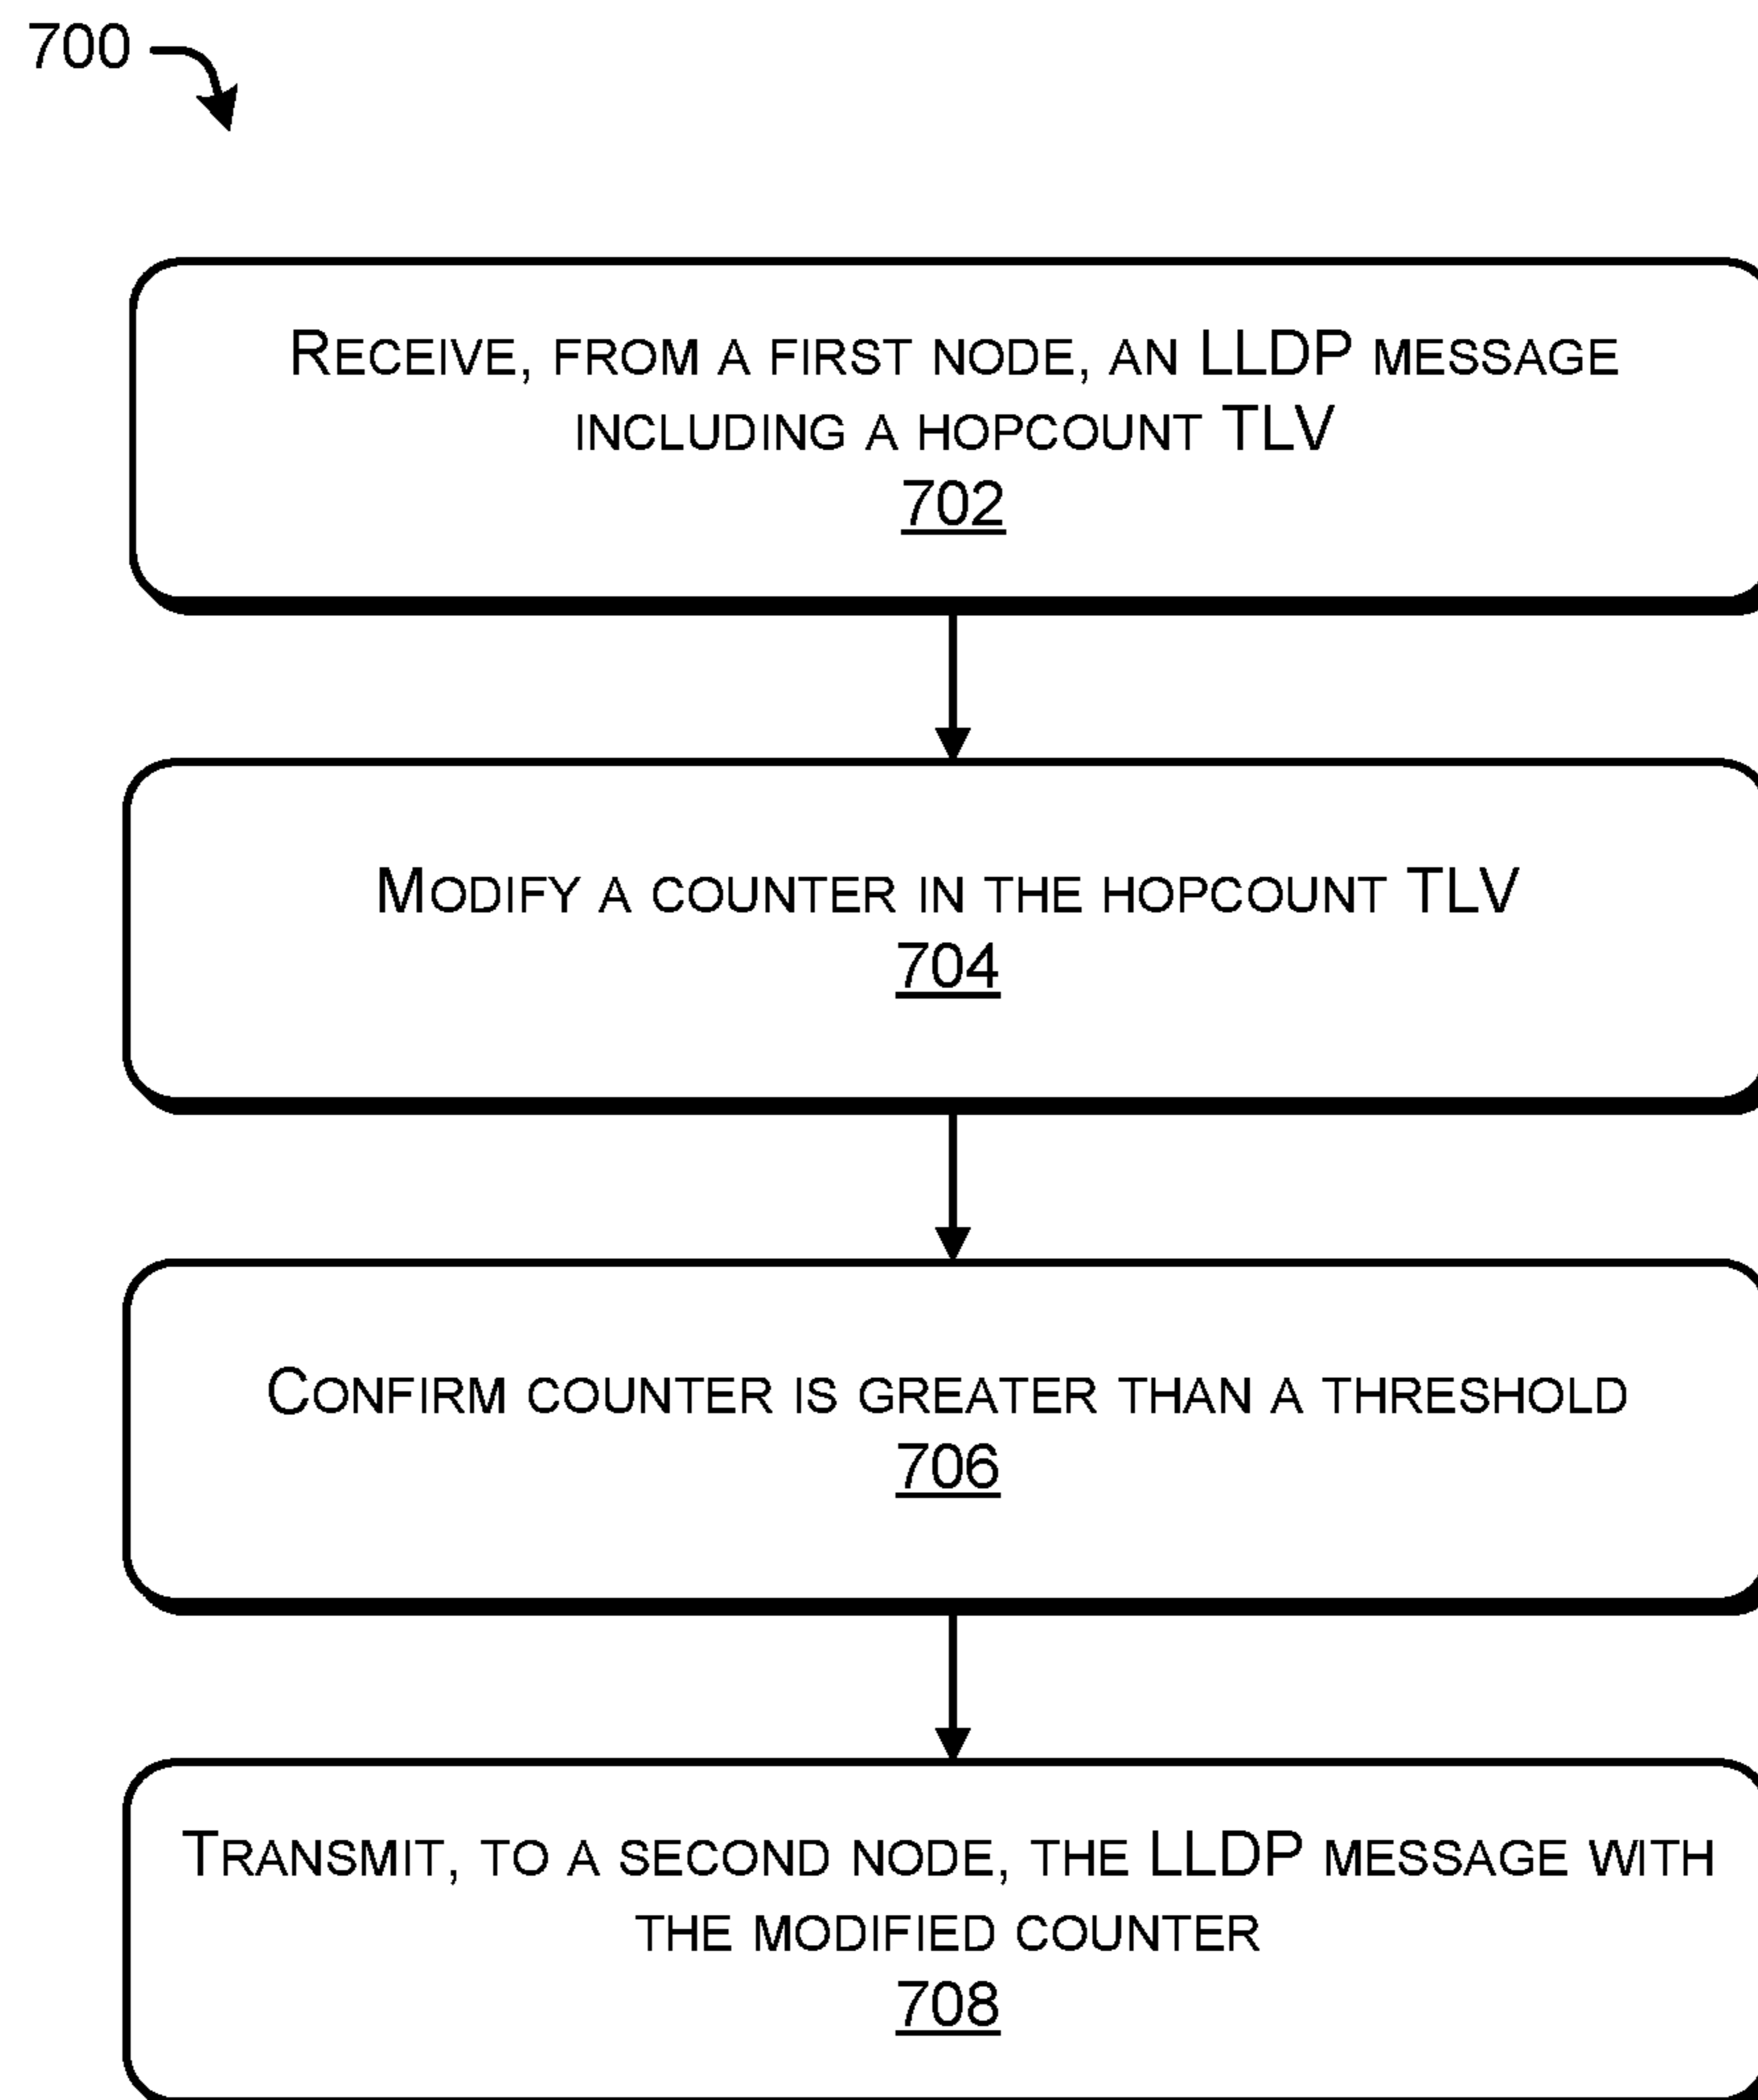 700
RECEIVE, FROM A FIRST NODE, AN LLDP MESSAGE
INCLUDING A HOPCOUNT TLV
702
MODIFY A COUNTER IN THE HOPCOUNT TLV
704
CONFIRM COUNTER IS GREATER THAN A THRESHOLD
706
TRANSMIT, TO A SECOND NODE, THE LLDP MESSAGE WITH
THE MODIFIED COUNTER
708